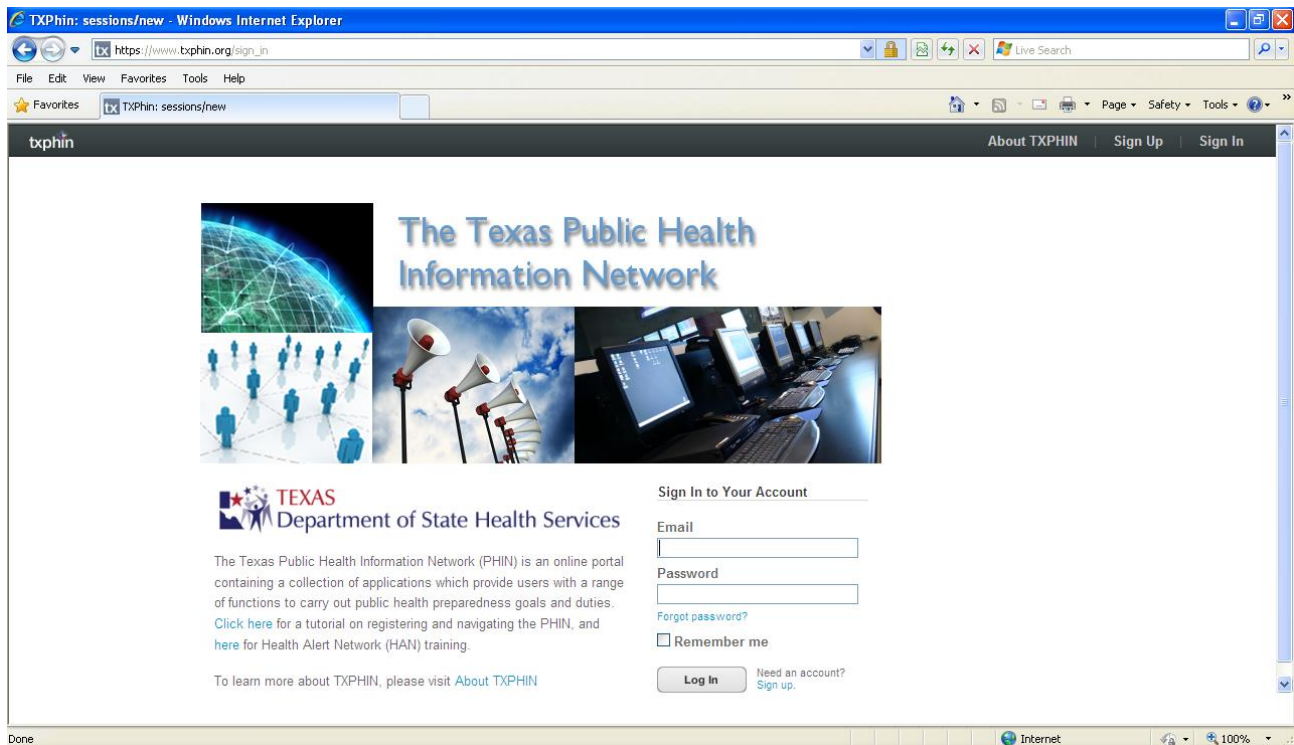 TXPhin: sessions/new - Windows Internet Explorer
tx https://www.txphin.org/sign_in
Live Search
File Edit View Favorites Tools Help
Favorites tx TXPhin: sessions/new Page Safety Tools
txphin About TXPHIN | Sign Up | Sign In
The Texas Public Health
Information Network
TEXAS
Department of State Health Services
The Texas Public Health Information Network (PHIN) is an online portal
containing a collection of applications which provide users with a range
of functions to carry out public health preparedness goals and duties.
Click here for a tutorial on registering and navigating the PHIN, and
here for Health Alert Network (HAN) training.
To learn more about TXPHIN, please visit About TXPHIN
Sign In to Your Account
Email
Password
Forgot password?
Remember me
Log In
Need an account?
Sign up.
Done Internet 100%